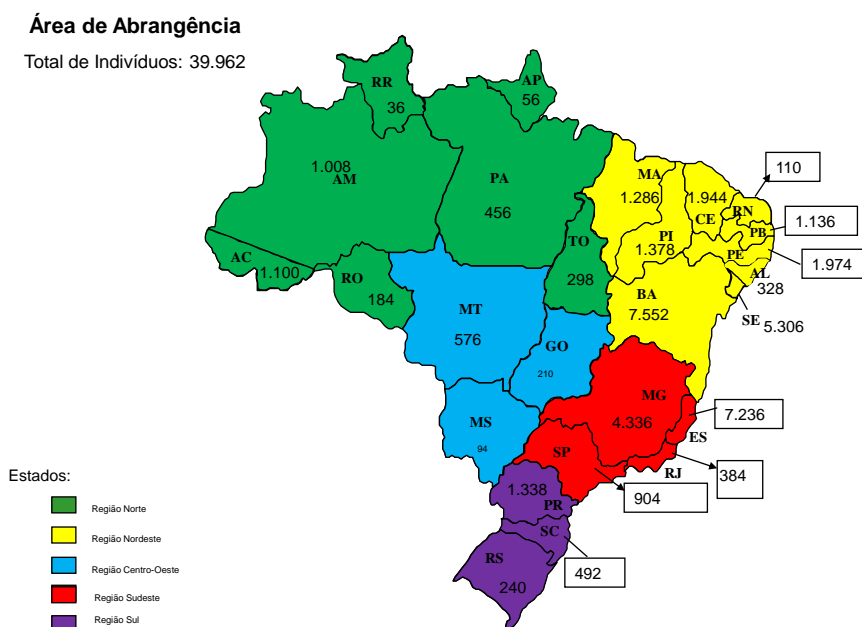 Área de Abrangência
Total de Indivíduos: 39.962
RR
36
AP
56
1.008
AM
PA
456
MA
1.286
1.944
CE
RN
110
PB
1.136
PI
1.378
PE
1.974
AL
328
TO
298
AC
1.100
RO
184
BA
7.552
SE
5.306
MT
576
GO
210
MG
4.336
7.236
ES
MS
94
SP
RJ
384
904
1.338
PR
SC
492
RS
240
Estados:
Região Norte
Região Nordeste
Região Centro-Oeste
Região Sudeste
Região Sul